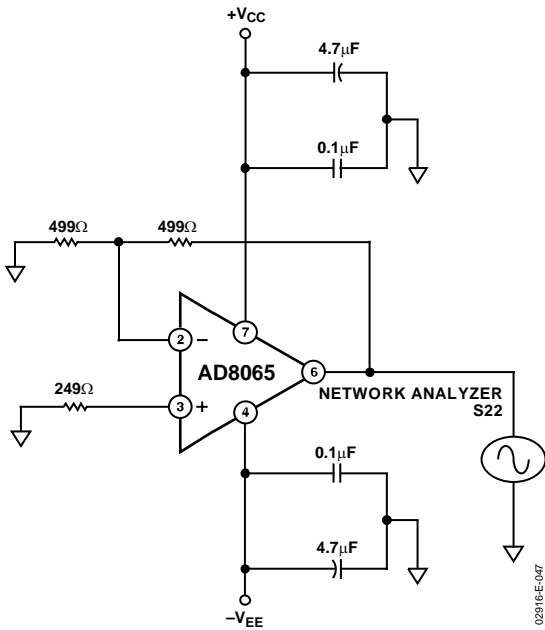 +VCC
4.7µF
0.1µF
499Ω
499Ω
2
–
7
AD8065
6
249Ω
3
+
4
NETWORK ANALYZER
S22
0.1µF
4.7µF
–VEE
02916-E-047